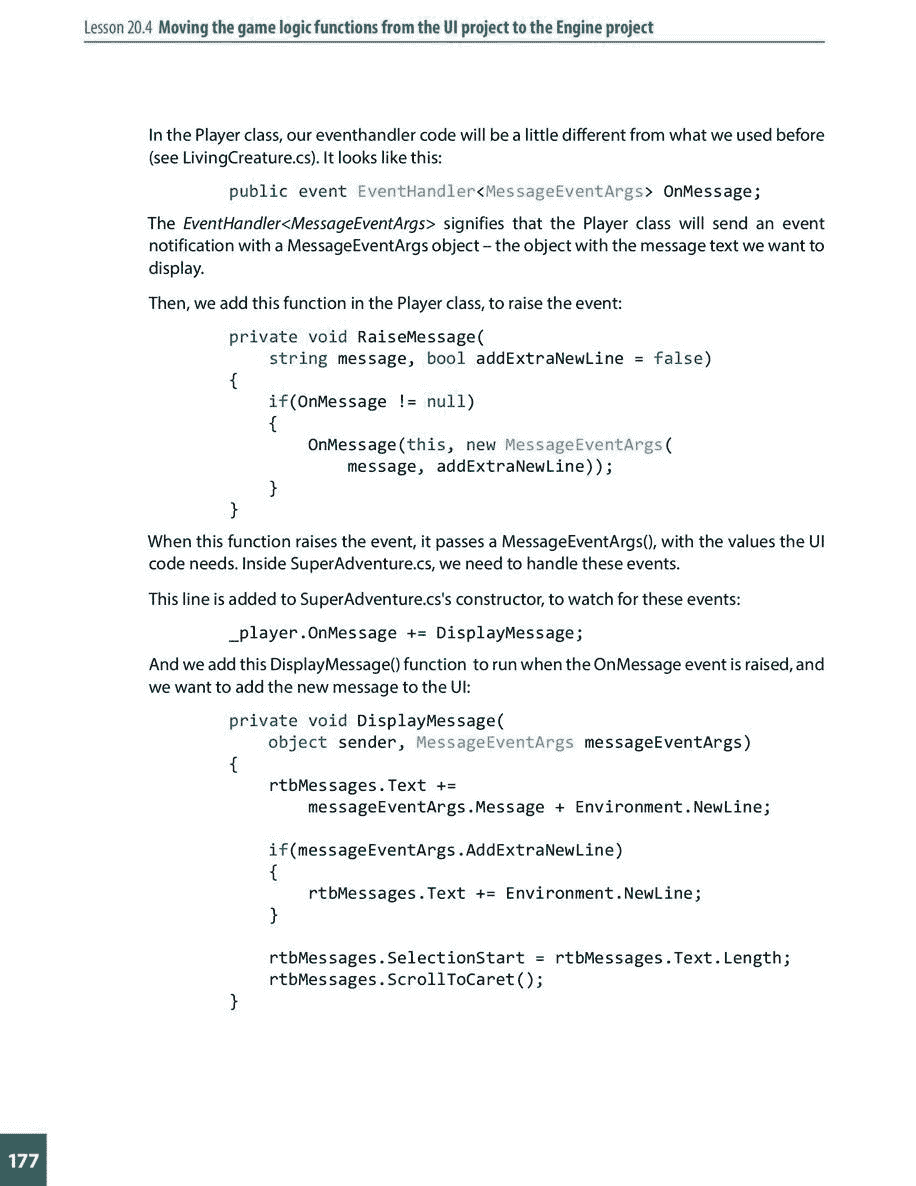 Lesson 20.4 Moving the game logic functions from the UI project to the Engine project
In the Player class, our eventhandler code will be a little different from what we used before
(see LivingCreature.cs). It looks like this:
public event EventHandler<MessageEventArgs> OnMessage;
The EventHandler<MessageEventArgs> signifies that the Player class will send an event
notification with a MessageEventArgs object – the object with the message text we want to
display.
Then, we add this function in the Player class, to raise the event:
private void RaiseMessage(
    string message, bool addExtraNewLine = false)
{
    if(OnMessage != null)
    {
        OnMessage(this, new MessageEventArgs(
            message, addExtraNewLine));
    }
}
When this function raises the event, it passes a MessageEventArgs(), with the values the UI
code needs. Inside SuperAdventure.cs, we need to handle these events.
This line is added to SuperAdventure.cs's constructor, to watch for these events:
_player.OnMessage += DisplayMessage;
And we add this DisplayMessage() function to run when the OnMessage event is raised, and
we want to add the new message to the UI:
private void DisplayMessage(
    object sender, MessageEventArgs messageEventArgs)
{
    rtbMessages.Text +=
        messageEventArgs.Message + Environment.NewLine;
    if(messageEventArgs.AddExtraNewLine)
    {
        rtbMessages.Text += Environment.NewLine;
    }
    rtbMessages.SelectionStart = rtbMessages.Text.Length;
    rtbMessages.ScrollToCaret();
}
177